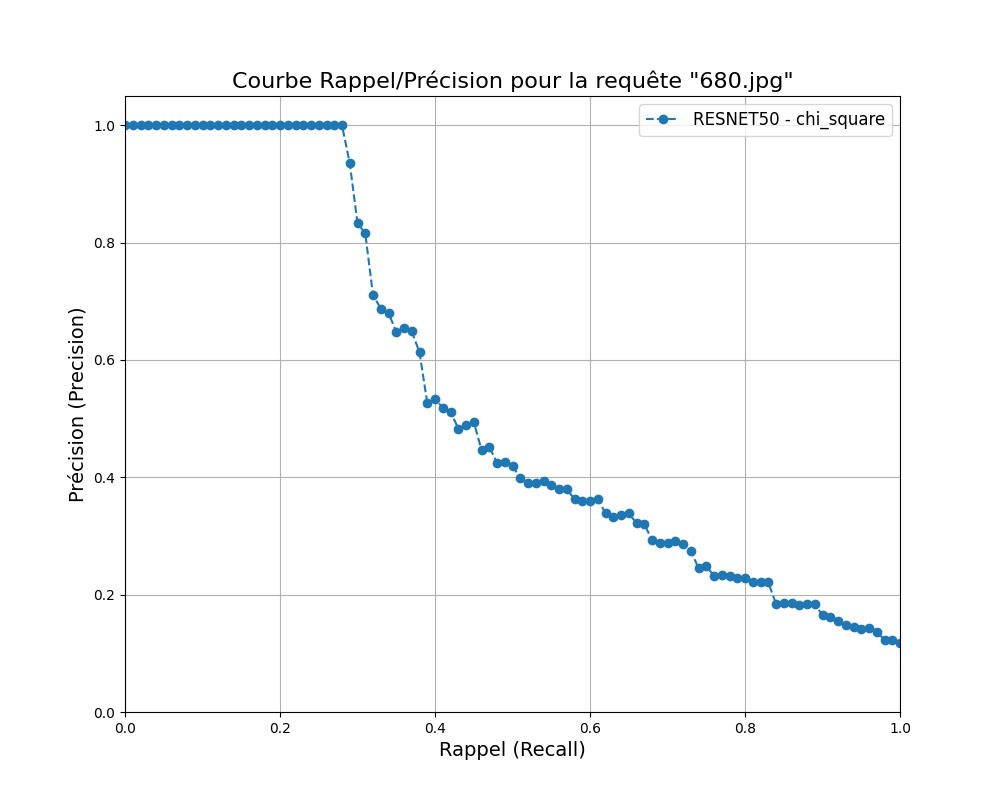 Courbe Rappel/Précision pour la requête "680.jpg"
RESNET50 - chi_square
Précision (Precision)
1.0
0.8
0.6
0.4
0.2
0.0
0.0 0.2 0.4 0.6 0.8 1.0
Rappel (Recall)